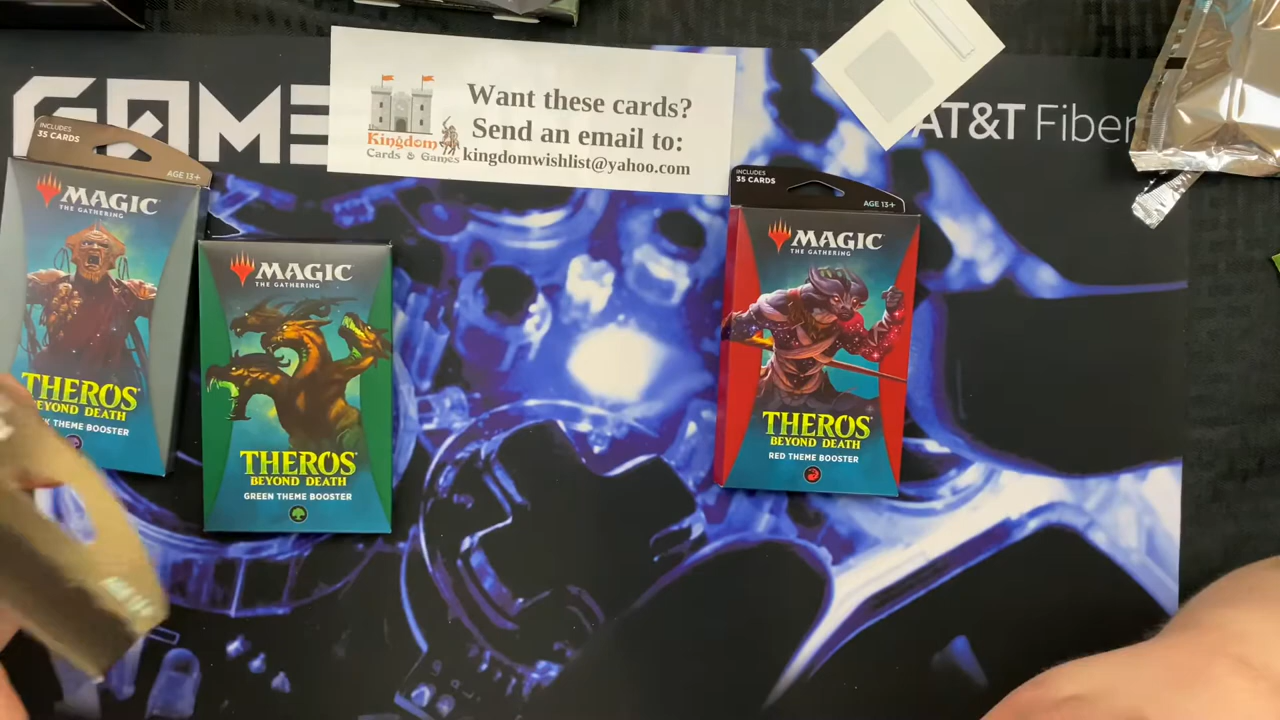 GAME
AT&T Fiber
Want these cards?
Send an email to:
kingdomwishlist@yahoo.com
Kingdom
Cards & Games
INCLUDES
35 CARDS
AGE 13+
MAGIC
THE GATHERING
THEROS
BEYOND DEATH
THEME BOOSTER
MAGIC
THE GATHERING
THEROS
BEYOND DEATH
GREEN THEME BOOSTER
INCLUDES
35 CARDS
AGE 13+
MAGIC
THE GATHERING
THEROS
BEYOND DEATH
RED THEME BOOSTER